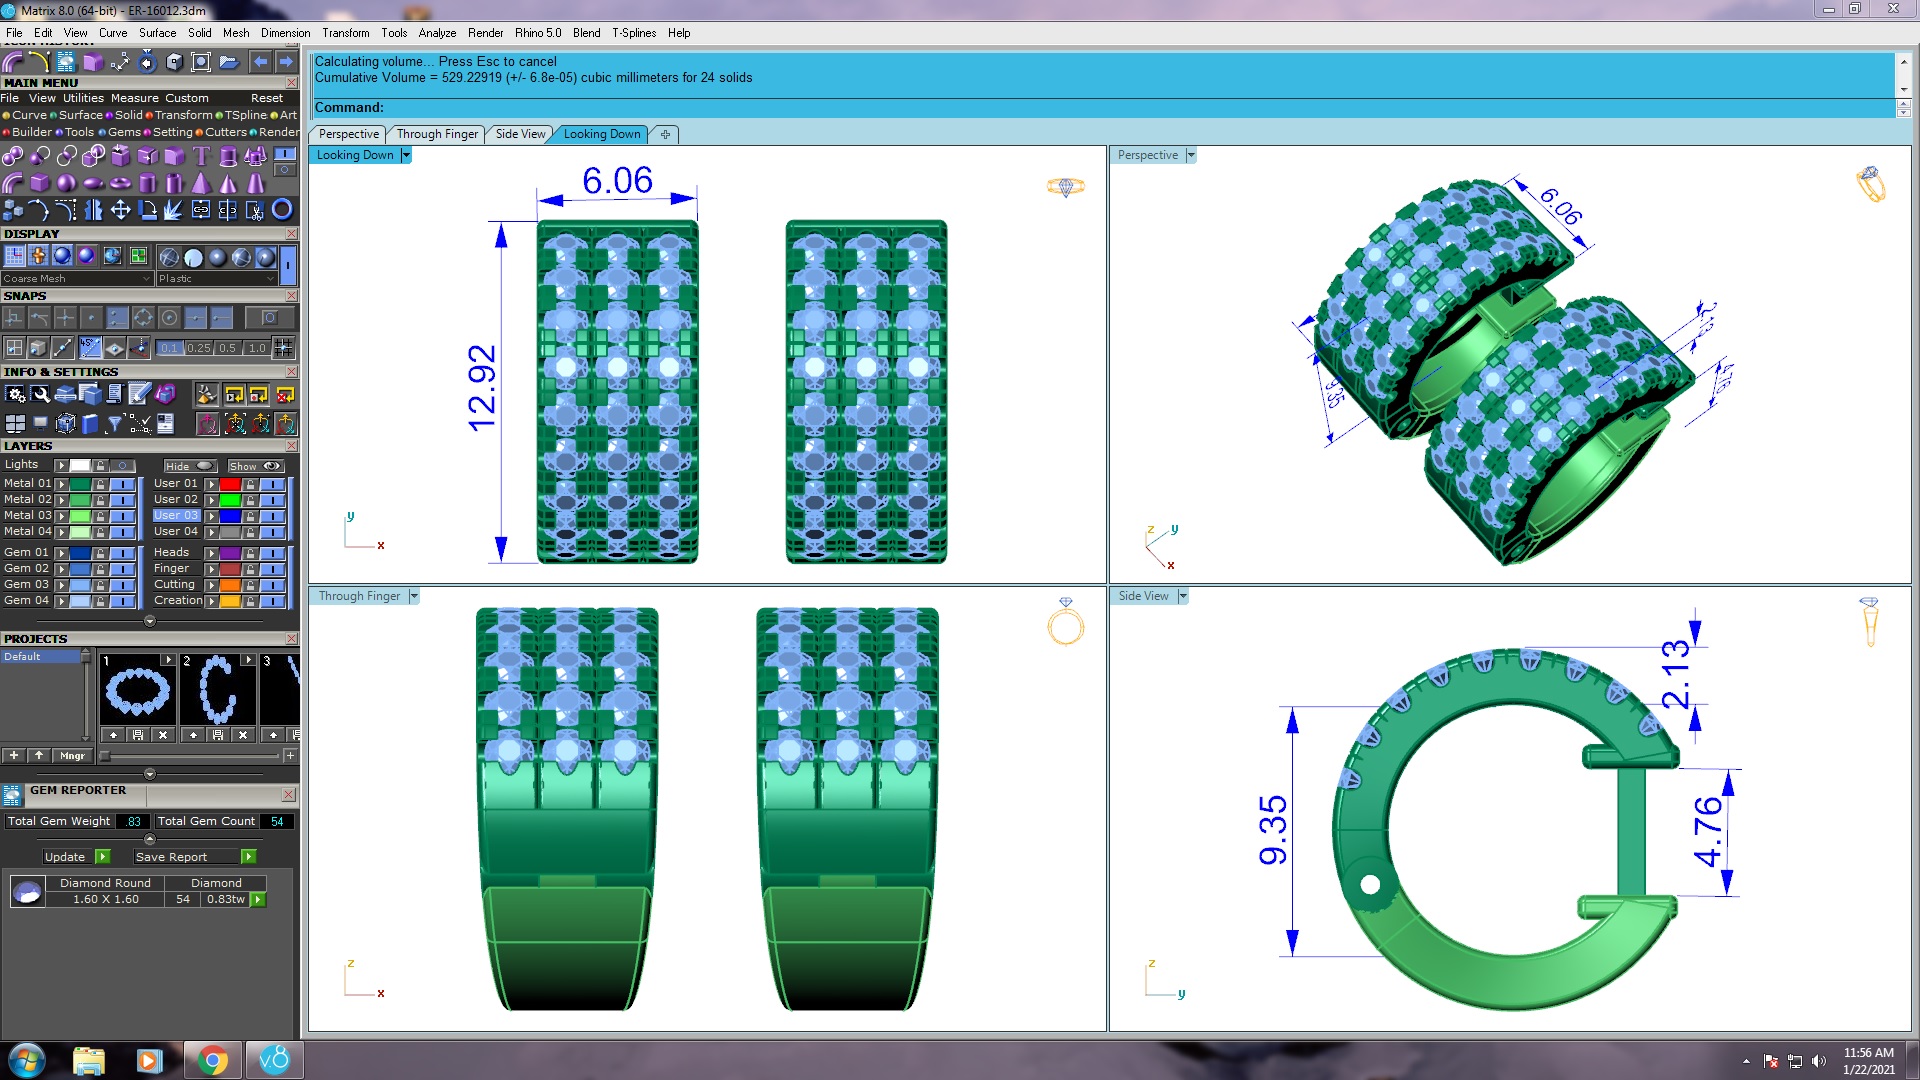 Matrix 8.0 (64-bit) - ER-16012.3dm
File Edit View Curve Surface Solid Mesh Dimension Transform Tools Analyze Render Rhino 5.0 Blend T-Splines Help
Calculating volume... Press Esc to cancel
Cumulative Volume = 529.22919 (+/- 6.8e-05) cubic millimeters for 24 solids
Command:
MAIN MENU
File View Utilities Measure Custom Reset
Curve Surface Solid Transform TSpline Art
Builder Tools Gems Setting Cutters Render
DISPLAY
Coarse Mesh Plastic
SNAPS
45°
0.1 0.25 0.5 1.0
INFO & SETTINGS
LAYERS
Lights Hide Show
Metal 01 User 01
Metal 02 User 02
Metal 03 User 03
Metal 04 User 04
Gem 01 Heads
Gem 02 Finger
Gem 03 Cutting
Gem 04 Creation
PROJECTS
Default
1 2 3
Mngr
GEM REPORTER
Total Gem Weight .83 Total Gem Count 54
Update Save Report
Diamond Round Diamond
1.60 X 1.60 54 0.83tw
Perspective Through Finger Side View Looking Down
Looking Down
6.06
12.92
y
x
Perspective
6.06
9.35
2.13
4.76
z y
x
Through Finger
z
x
Side View
2.13
9.35
4.76
z
y
v8
11:56 AM
1/22/2021